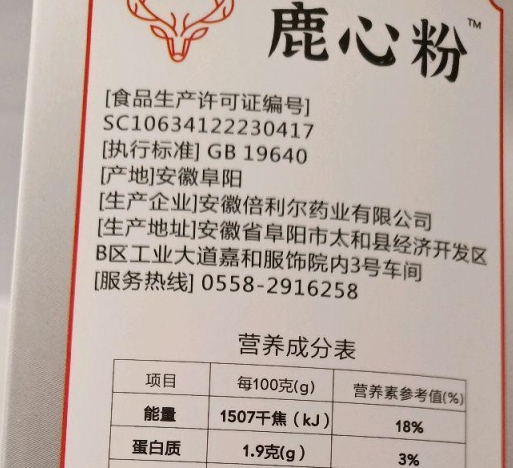 鹿心粉™
[食品生产许可证编号]
SC10634122230417
[执行标准] GB 19640
[产地]安徽阜阳
[生产企业]安徽倍利尔药业有限公司
[生产地址]安徽省阜阳市太和县经济开发区
B区工业大道嘉和服饰院内3号车间
[服务热线] 0558-2916258
营养成分表
项目 每100克(g) 营养素参考值(%)
能量 1507千焦(kJ) 18%
蛋白质 1.9克(g) 3%